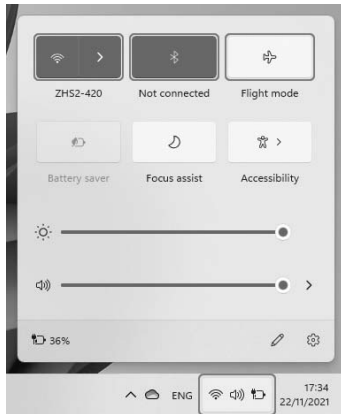 ZHS2-420 Not connected Flight mode
Battery saver Focus assist Accessibility
36%
ENG 17:34
22/11/2021